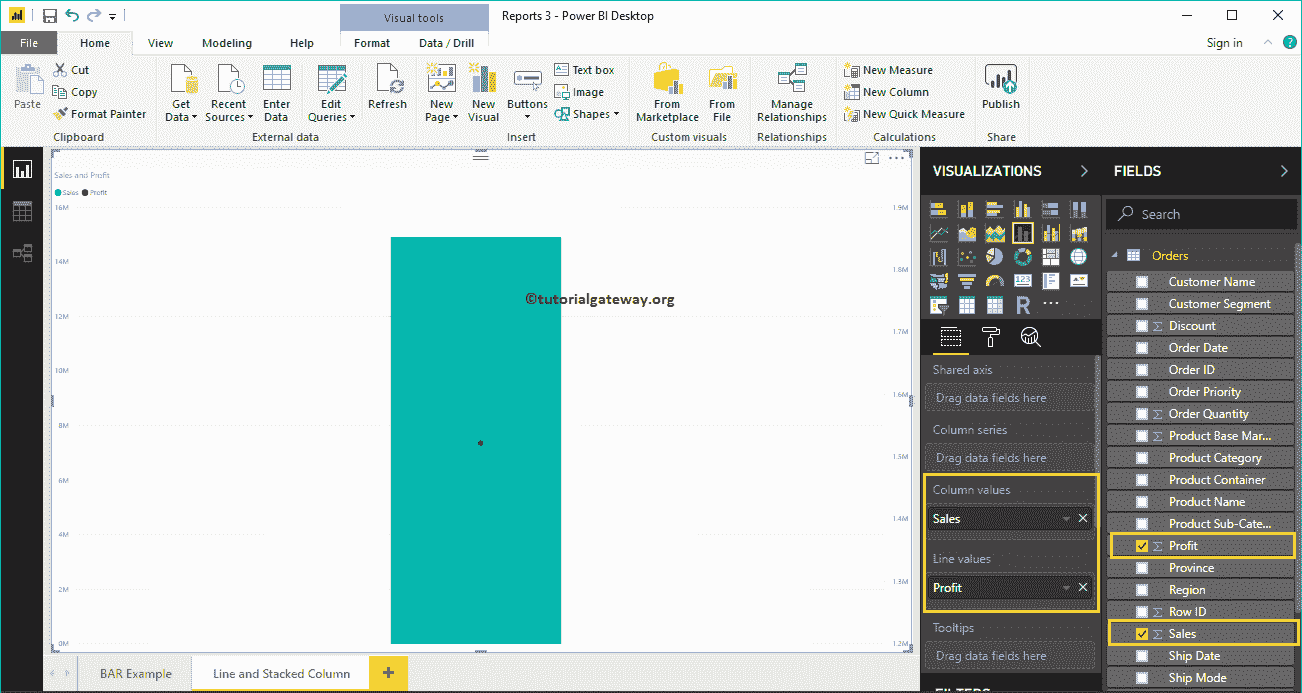 Visual tools
Reports 3 - Power BI Desktop
File
Home
View
Modeling
Help
Format
Data / Drill
Sign in
?
Paste
Cut
Copy
Format Painter
Clipboard
Get Data
Recent Sources
Enter Data
Edit Queries
External data
Refresh
New Page
New Visual
Buttons
Text box
Image
Shapes
Insert
From Marketplace
From File
Custom visuals
Manage Relationships
Relationships
New Measure
New Column
New Quick Measure
Calculations
Publish
Share
Sales and Profit
Sales
Profit
16M
14M
12M
10M
8M
6M
4M
2M
0M
1.9M
1.8M
1.7M
1.6M
1.5M
1.4M
1.3M
1.2M
©tutorialgateway.org
BAR Example
Line and Stacked Column
+
VISUALIZATIONS
123
R
Shared axis
Drag data fields here
Column series
Drag data fields here
Column values
Sales
Line values
Profit
Tooltips
Drag data fields here
FILTERS
FIELDS
Search
Orders
Customer Name
Customer Segment
Σ Discount
Order Date
Order ID
Order Priority
Σ Order Quantity
Σ Product Base Mar...
Product Category
Product Container
Product Name
Product Sub-Cate...
Σ Profit
Province
Region
Σ Row ID
Σ Sales
Ship Date
Ship Mode